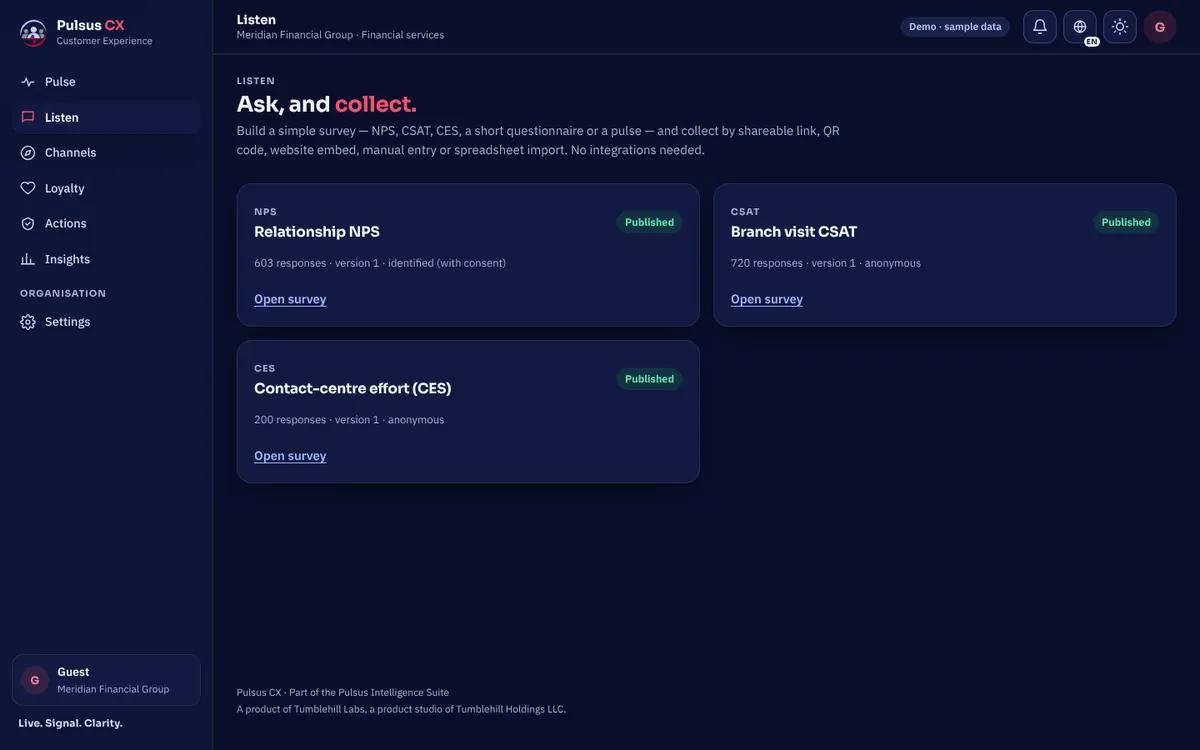 Pulsus CX
Customer Experience
Pulse
Listen
Channels
Loyalty
Actions
Insights
ORGANISATION
Settings
G
Guest
Meridian Financial Group
Live. Signal. Clarity.
Listen
Meridian Financial Group · Financial services
Demo · sample data
EN
G
LISTEN
Ask, and collect.
Build a simple survey — NPS, CSAT, CES, a short questionnaire or a pulse — and collect by shareable link, QR
code, website embed, manual entry or spreadsheet import. No integrations needed.
NPS
Relationship NPS
Published
603 responses · version 1 · identified (with consent)
Open survey
CSAT
Branch visit CSAT
Published
720 responses · version 1 · anonymous
Open survey
CES
Contact-centre effort (CES)
Published
200 responses · version 1 · anonymous
Open survey
Pulsus CX · Part of the Pulsus Intelligence Suite
A product of Tumblehill Labs, a product studio of Tumblehill Holdings LLC.